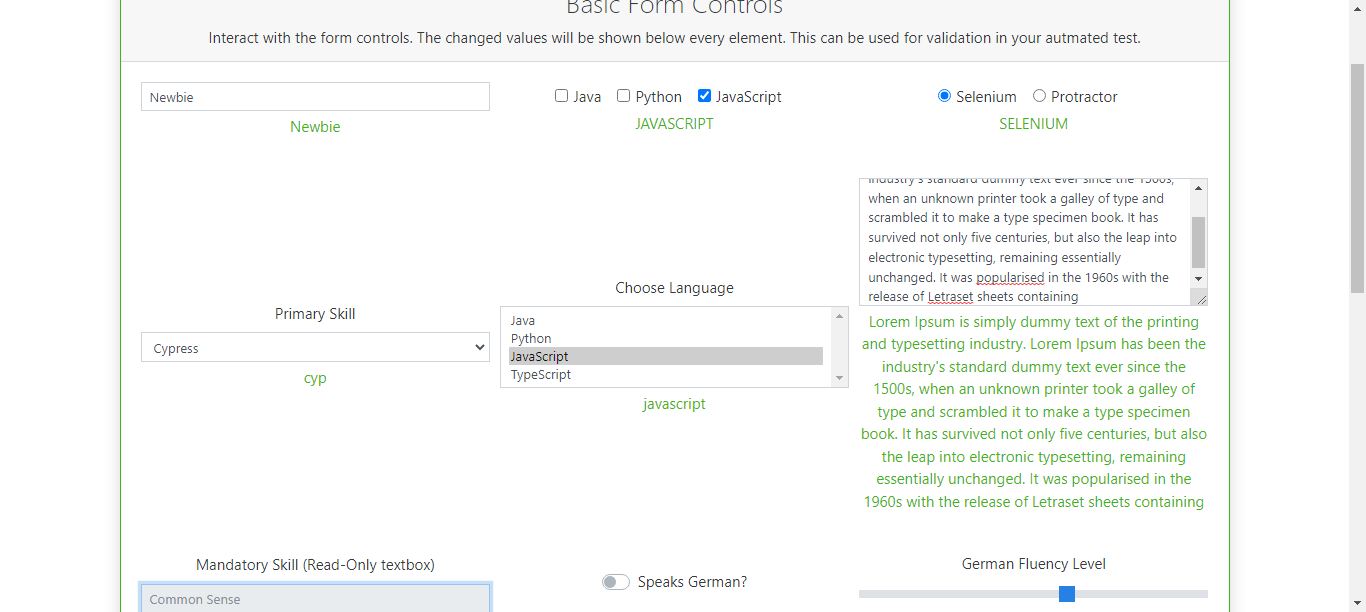 Basic Form Controls
Interact with the form controls. The changed values will be shown below every element. This can be used for validation in your autmated test.
Newbie
Newbie
Java Python JavaScript
JAVASCRIPT
Selenium Protractor
SELENIUM
Primary Skill
Cypress
cyp
Choose Language
Java
Python
JavaScript
TypeScript
javascript
industry's standard dummy text ever since the 1500s,
when an unknown printer took a galley of type and
scrambled it to make a type specimen book. It has
survived not only five centuries, but also the leap into
electronic typesetting, remaining essentially
unchanged. It was popularised in the 1960s with the
release of Letraset sheets containing
Lorem Ipsum is simply dummy text of the printing
and typesetting industry. Lorem Ipsum has been the
industry's standard dummy text ever since the
1500s, when an unknown printer took a galley of
type and scrambled it to make a type specimen
book. It has survived not only five centuries, but also
the leap into electronic typesetting, remaining
essentially unchanged. It was popularised in the
1960s with the release of Letraset sheets containing
Mandatory Skill (Read-Only textbox)
Common Sense
Speaks German?
German Fluency Level